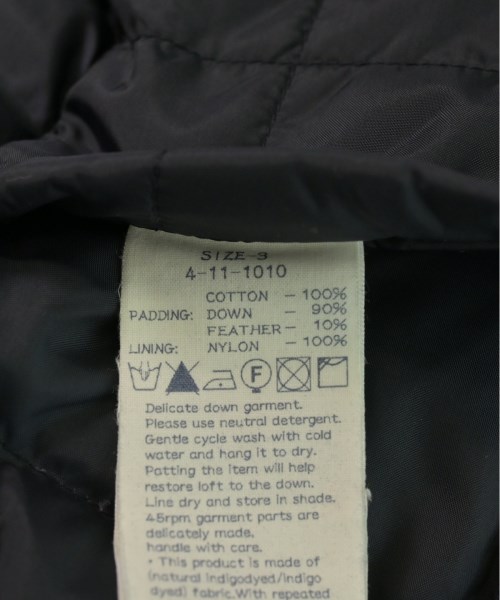 SIZE-3
4-11-1010
COTTON - 100%
PADDING: DOWN - 90%
FEATHER - 10%
LINING: NYLON - 100%
F
Delicate down garment.
Please use neutral detergent.
Gentle cycle wash with cold
water and hang it to dry.
Patting the item will help
restore loft to the down.
Line dry and store in shade.
45rpm garment parts are
delicately made,
handle with care.
• This product is made of
(natural indigodyed/indigo
dyed) fabric. With repeated